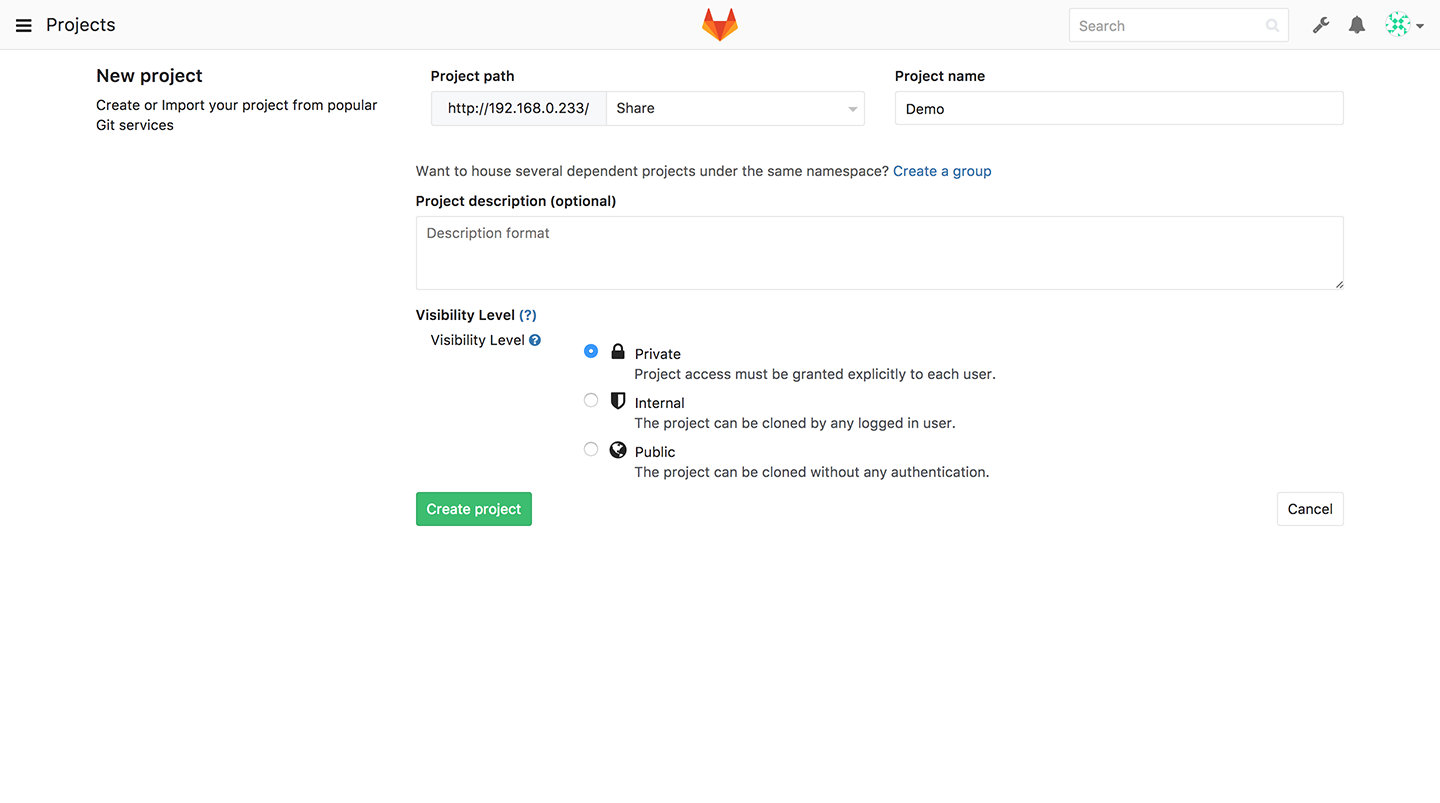 Projects
Search
New project
Create or Import your project from popular
Git services
Project path
http://192.168.0.233/
Share
Project name
Demo
Want to house several dependent projects under the same namespace? Create a group
Project description (optional)
Description format
Visibility Level (?)
Visibility Level ?
Private
Project access must be granted explicitly to each user.
Internal
The project can be cloned by any logged in user.
Public
The project can be cloned without any authentication.
Create project
Cancel